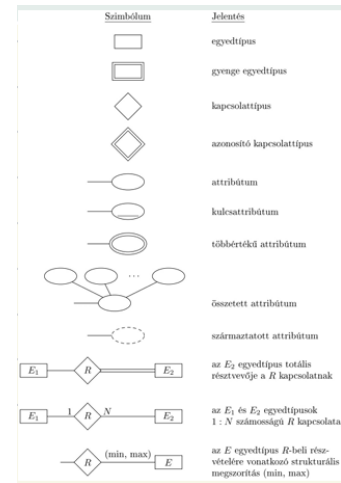 Szimbólum Jelentés
egyedtípus
gyenge egyedtípus
kapcsolattípus
azonosító kapcsolattípus
attribútum
kulcsattribútum
többértékű attribútum
...
összetett attribútum
származtatott attribútum
E1 R E2
az E2 egyedtípus totális
résztvevője a R kapcsolatnak
E1 1 R N E2
az E1 és E2 egyedtípusok
1 : N számosságú R kapcsolata
(min, max)
R E
az E egyedtípus R-beli rész-
vételére vonatkozó strukturális
megszorítás (min, max)